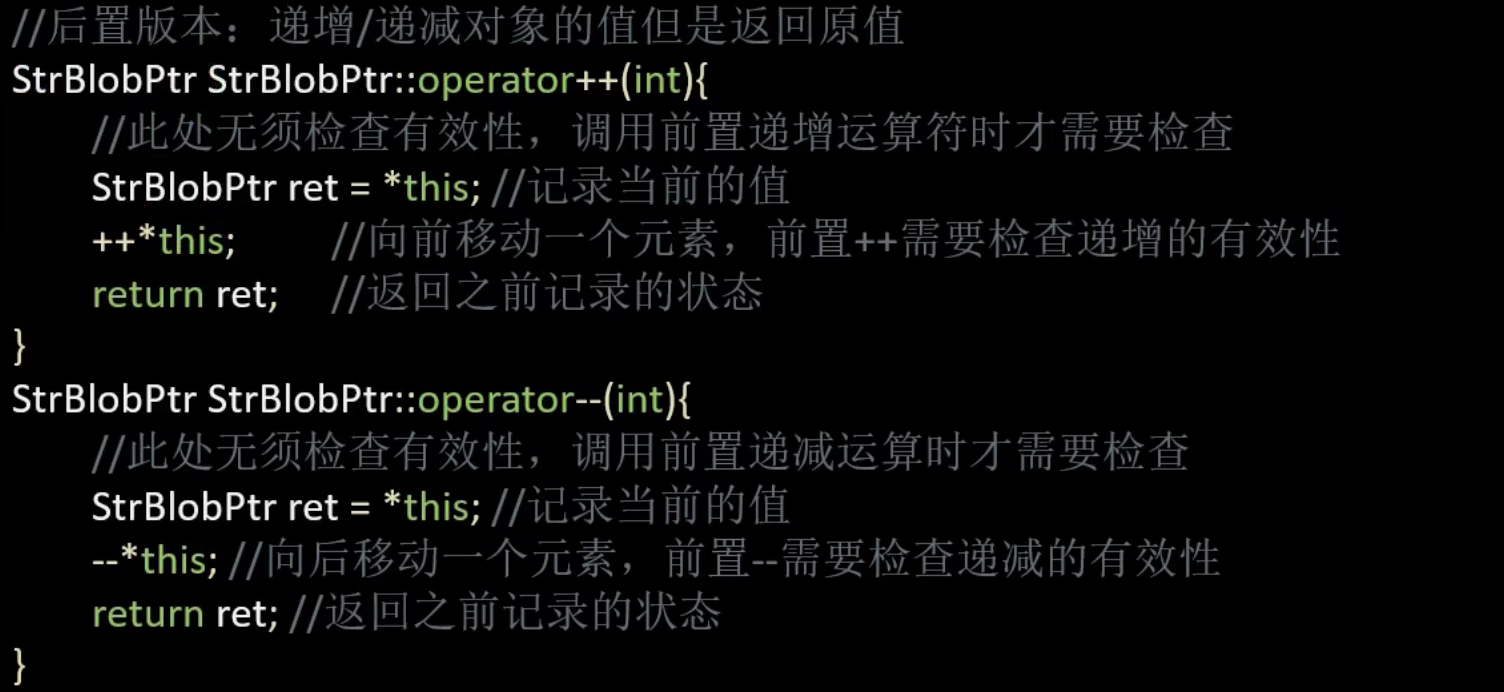 //后置版本：递增/递减对象的值但是返回原值
StrBlobPtr StrBlobPtr::operator++(int){
//此处无须检查有效性，调用前置递增运算符时才需要检查
StrBlobPtr ret = *this; //记录当前的值
++*this; //向前移动一个元素，前置++需要检查递增的有效性
return ret; //返回之前记录的状态
}
StrBlobPtr StrBlobPtr::operator--(int){
//此处无须检查有效性，调用前置递减运算时才需要检查
StrBlobPtr ret = *this; //记录当前的值
--*this; //向后移动一个元素，前置--需要检查递减的有效性
return ret; //返回之前记录的状态
}